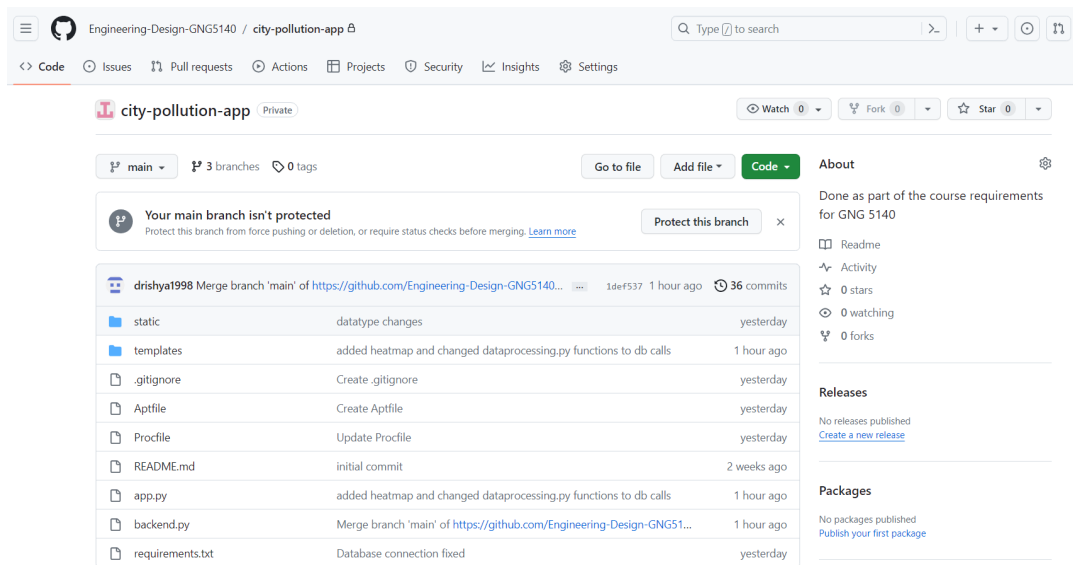 Engineering-Design-GNG5140 / city-pollution-app
Type / to search
Code Issues Pull requests Actions Projects Security Insights Settings
city-pollution-app Private
Watch 0 Fork 0 Star 0
main 3 branches 0 tags
Go to file Add file Code
Your main branch isn't protected
Protect this branch from force pushing or deletion, or require status checks before merging. Learn more
Protect this branch
drishya1998 Merge branch 'main' of https://github.com/Engineering-Design-GNG5140... ... 1def537 1 hour ago 36 commits
static datatype changes yesterday
templates added heatmap and changed dataprocessing.py functions to db calls 1 hour ago
.gitignore Create .gitignore yesterday
Aptfile Create Aptfile yesterday
Procfile Update Procfile yesterday
README.md initial commit 2 weeks ago
app.py added heatmap and changed dataprocessing.py functions to db calls 1 hour ago
backend.py Merge branch 'main' of https://github.com/Engineering-Design-GNG51... 1 hour ago
requirements.txt Database connection fixed yesterday
About
Done as part of the course requirements
for GNG 5140
Readme
Activity
0 stars
0 watching
0 forks
Releases
No releases published
Create a new release
Packages
No packages published
Publish your first package